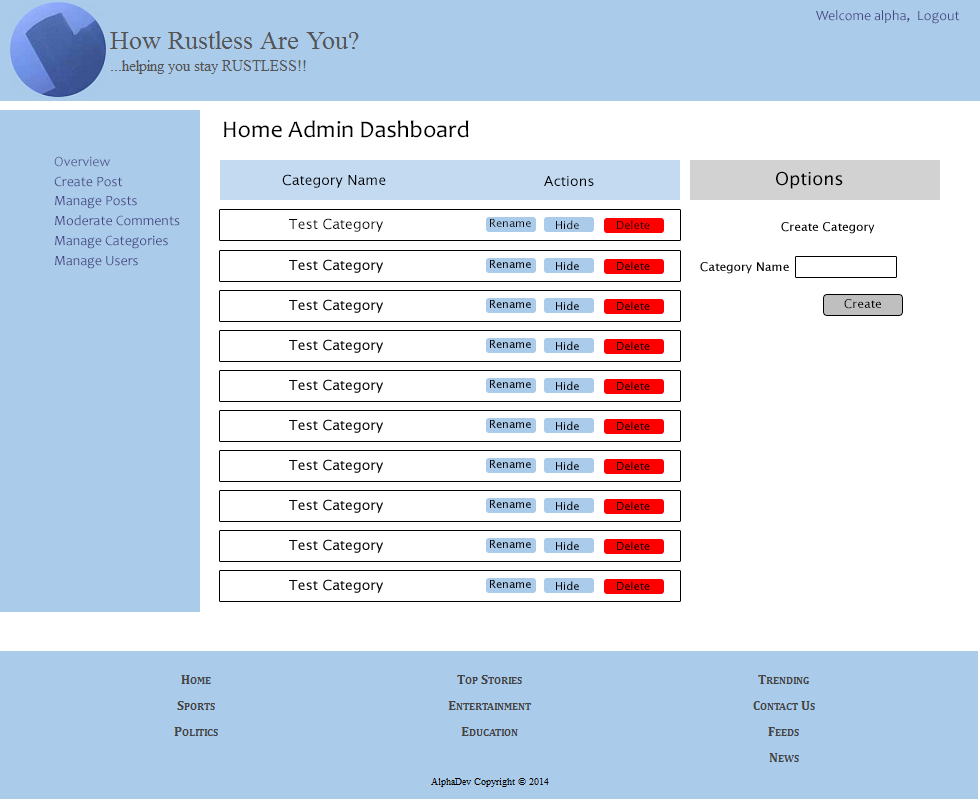 Welcome alpha, Logout
How Rustless Are You?
...helping you stay RUSTLESS!!
Overview
Create Post
Manage Posts
Moderate Comments
Manage Categories
Manage Users
Home Admin Dashboard
Category Name Actions
Test Category Rename Hide Delete
Test Category Rename Hide Delete
Test Category Rename Hide Delete
Test Category Rename Hide Delete
Test Category Rename Hide Delete
Test Category Rename Hide Delete
Test Category Rename Hide Delete
Test Category Rename Hide Delete
Test Category Rename Hide Delete
Test Category Rename Hide Delete
Options
Create Category
Category Name
Create
Home Top Stories Trending
Sports Entertainment Contact Us
Politics Education Feeds
News
AlphaDev Copyright © 2014